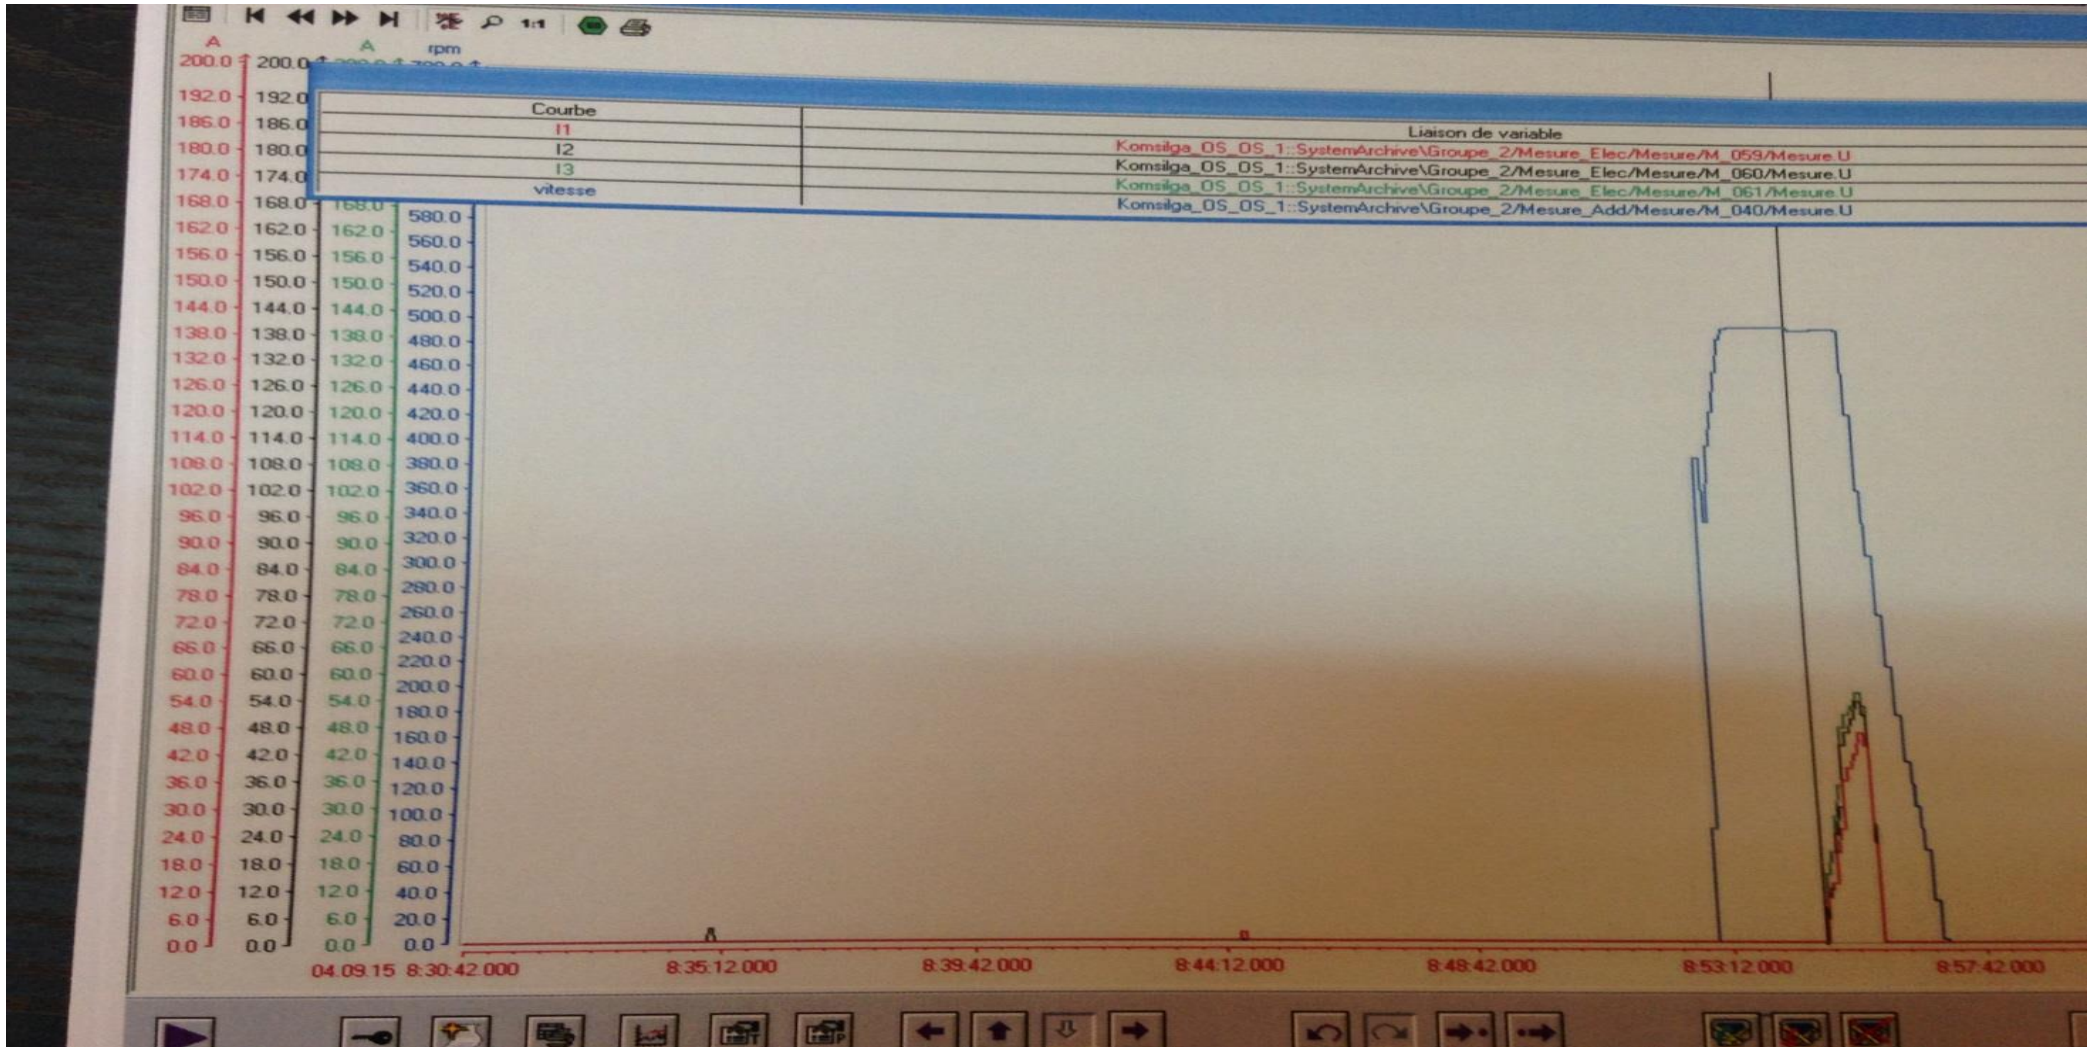 1:1
A A rpm
200.0 200.0 200.0 700.0
192.0 192.0
186.0 186.0
180.0 180.0
174.0 174.0
Courbe Liaison de variable
I1 Komsilga_OS_OS_1::SystemArchive\Groupe_2/Mesure_Elec/Mesure/M_059/Mesure.U
I2 Komsilga_OS_OS_1::SystemArchive\Groupe_2/Mesure_Elec/Mesure/M_060/Mesure.U
I3 Komsilga_OS_OS_1::SystemArchive\Groupe_2/Mesure_Elec/Mesure/M_061/Mesure.U
vitesse Komsilga_OS_OS_1::SystemArchive\Groupe_2/Mesure_Add/Mesure/M_040/Mesure.U
168.0 168.0 168.0 580.0
162.0 162.0 162.0 560.0
156.0 156.0 156.0 540.0
150.0 150.0 150.0 520.0
144.0 144.0 144.0 500.0
138.0 138.0 138.0 480.0
132.0 132.0 132.0 460.0
126.0 126.0 126.0 440.0
120.0 120.0 120.0 420.0
114.0 114.0 114.0 400.0
108.0 108.0 108.0 380.0
102.0 102.0 102.0 360.0
96.0 96.0 96.0 340.0
90.0 90.0 90.0 320.0
84.0 84.0 84.0 300.0
78.0 78.0 78.0 280.0
72.0 72.0 72.0 260.0
66.0 66.0 66.0 240.0
60.0 60.0 60.0 220.0
54.0 54.0 54.0 200.0
48.0 48.0 48.0 180.0
42.0 42.0 42.0 160.0
36.0 36.0 36.0 140.0
30.0 30.0 30.0 120.0
24.0 24.0 24.0 100.0
18.0 18.0 18.0 80.0
12.0 12.0 12.0 60.0
6.0 6.0 6.0 40.0
0.0 0.0 0.0 20.0
0.0
04.09.15 8:30:42.000 8:35:12.000 8:39:42.000 8:44:12.000 8:48:42.000 8:53:12.000 8:57:42.000